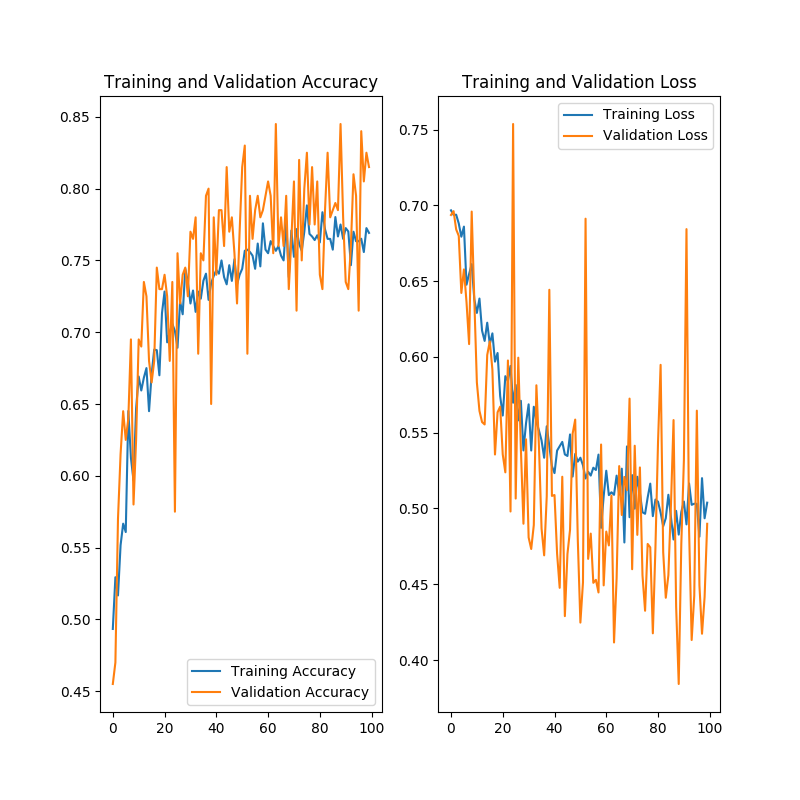 Training and Validation Accuracy
0.85
0.80
0.75
0.70
0.65
0.60
0.55
0.50
0.45
0 20 40 60 80 100
Training Accuracy
Validation Accuracy
Training and Validation Loss
0.75
0.70
0.65
0.60
0.55
0.50
0.45
0.40
0 20 40 60 80 100
Training Loss
Validation Loss